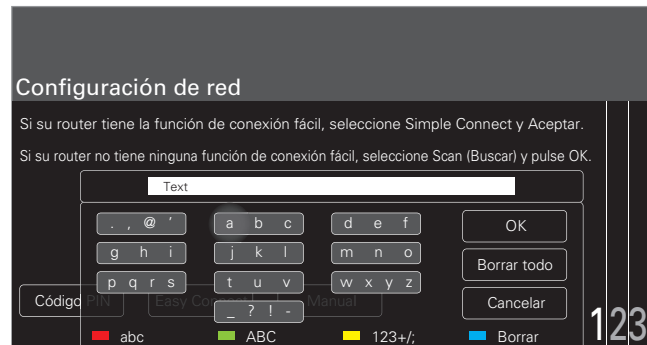 Configuración de red
Si su router tiene la función de conexión fácil, seleccione Simple Connect y Aceptar.
Si su router no tiene ninguna función de conexión fácil, seleccione Scan (Buscar) y pulse OK.
Text
. , @ ´ a b c d e f OK
g h i j k l m n o Borrar todo
p q r s t u v w x y z
Código PIN Easy Connect Manual Cancelar
_ ? ! -
abc ABC 123+/; Borrar
123